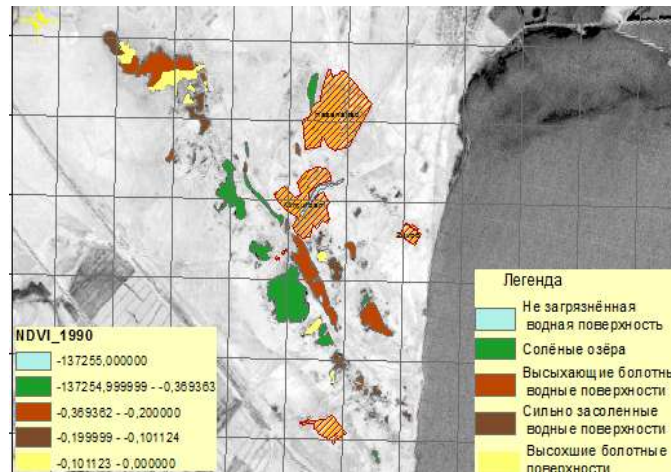 NDVI_1990
-137255,000000
-137254,999999 - -0,369363
-0,369362 - -0,200000
-0,199999 - -0,101124
-0,101123 - 0,000000
Легенда
Не загрязнённая
водная поверхность
Солёные озёра
Высыхающие болотнь
водные поверхности
Сильно засоленные
водные поверхности
Высохшие болотные
поверхности